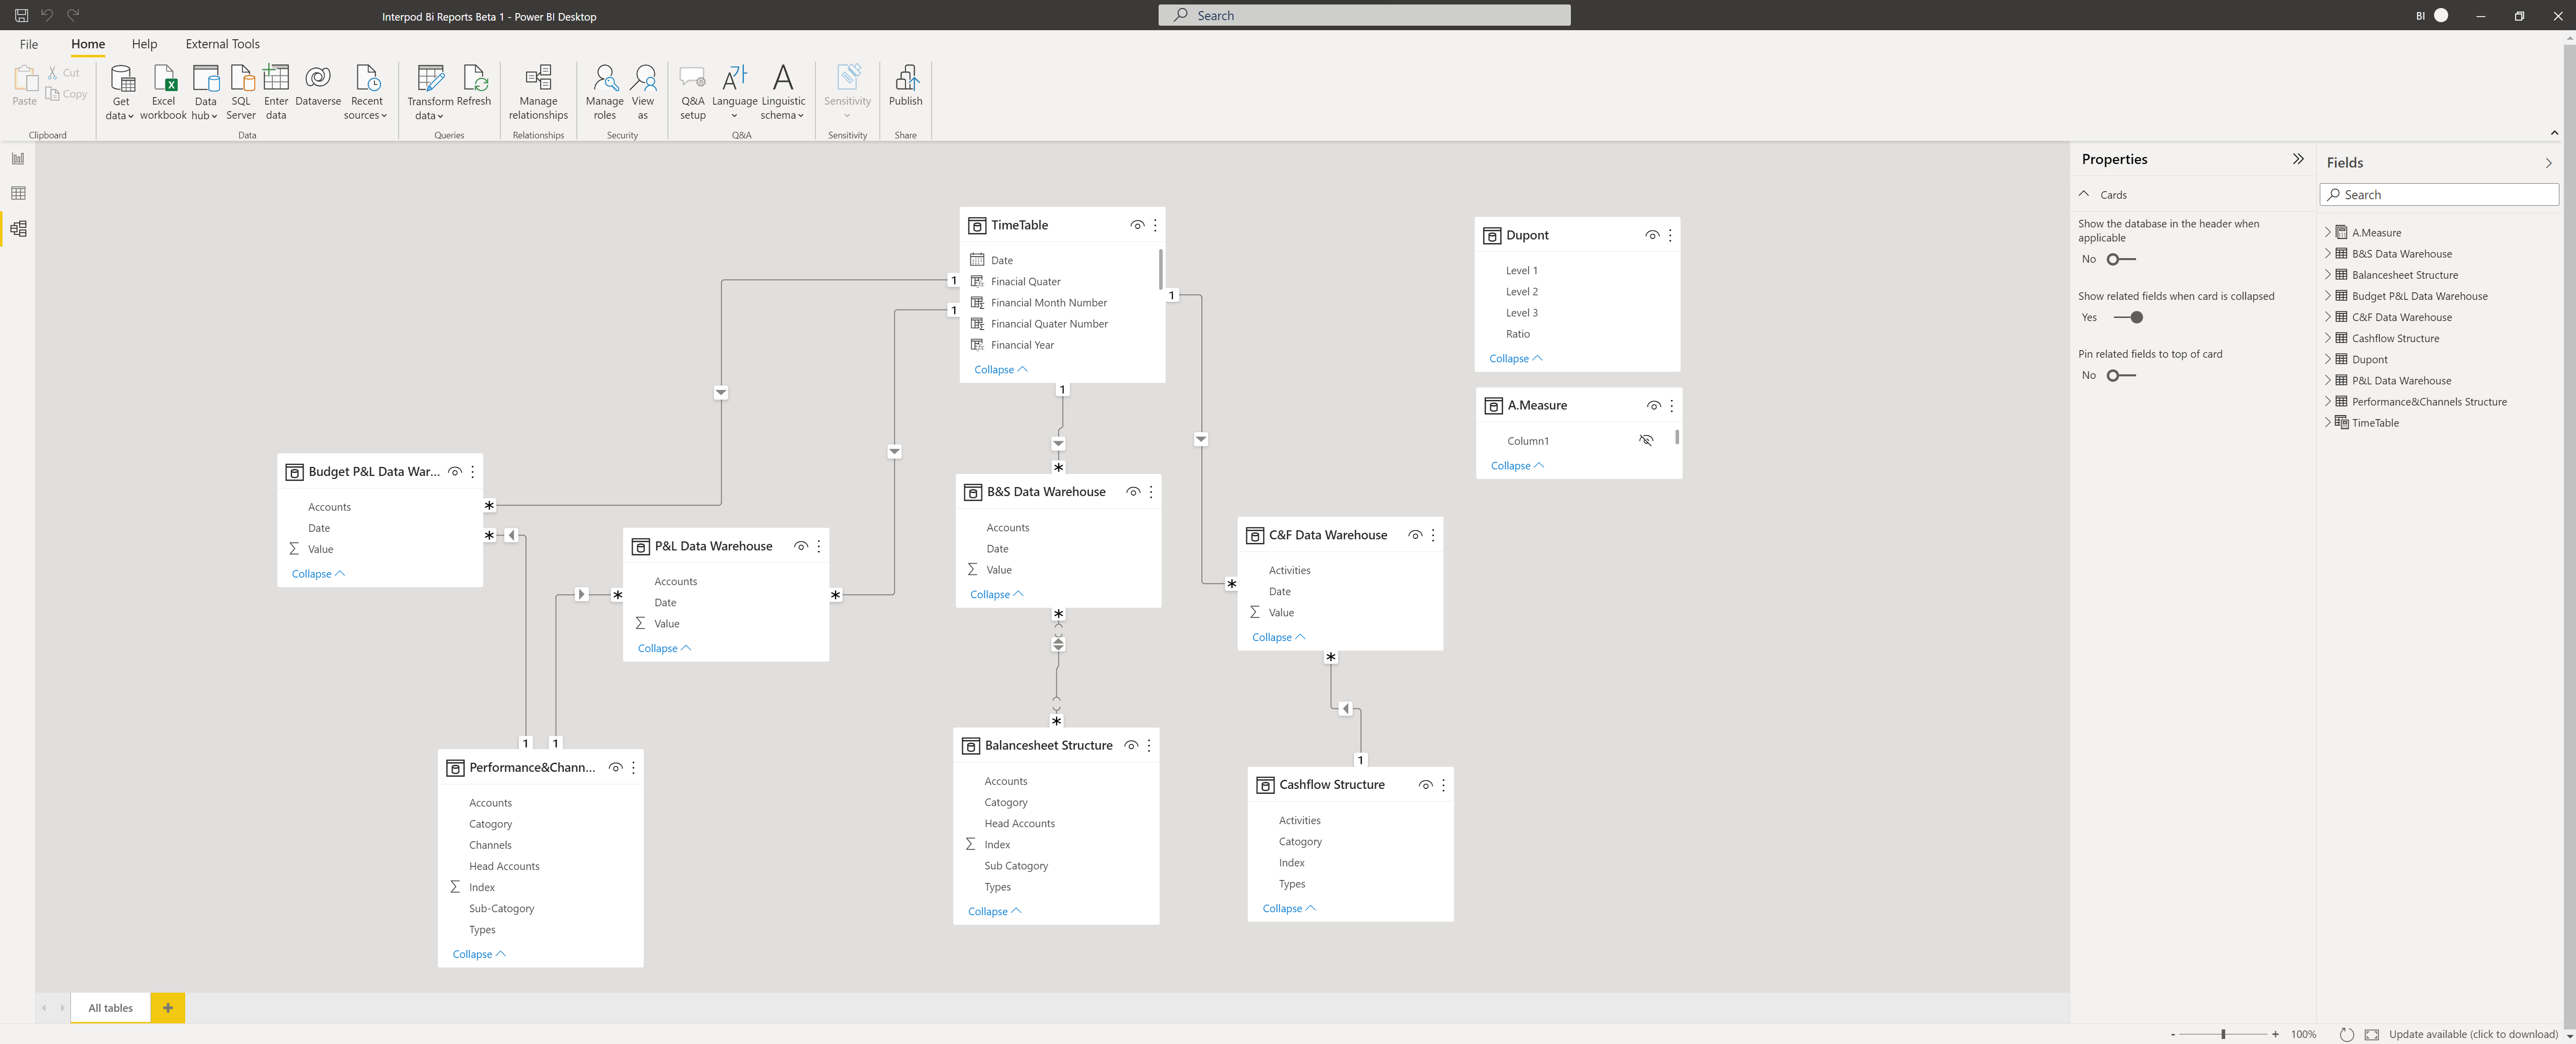 Interpod Bi Reports Beta 1 - Power BI Desktop
Search
BI
File
Home
Help
External Tools
Paste
Cut
Copy
Clipboard
Get data
Excel workbook
Data hub
SQL Server
Enter data
Dataverse
Recent sources
Data
Transform data
Refresh
Queries
Manage relationships
Relationships
Manage roles
View as
Security
Q&A setup
Language
Linguistic schema
Q&A
Sensitivity
Sensitivity
Publish
Share
TimeTable
Date
Finacial Quater
Financial Month Number
Financial Quater Number
Financial Year
Collapse
1
1
1
1
Dupont
Level 1
Level 2
Level 3
Ratio
Collapse
A.Measure
Column1
Collapse
Budget P&L Data War...
Accounts
Date
Σ Value
Collapse
*
*
P&L Data Warehouse
Accounts
Date
Σ Value
Collapse
*
*
*
B&S Data Warehouse
Accounts
Date
Σ Value
Collapse
*
C&F Data Warehouse
Activities
Date
Σ Value
Collapse
*
*
1
1
Performance&Chann...
Accounts
Catogory
Channels
Head Accounts
Σ Index
Sub-Catogory
Types
Collapse
*
Balancesheet Structure
Accounts
Catogory
Head Accounts
Σ Index
Sub Catogory
Types
Collapse
1
Cashflow Structure
Activities
Catogory
Index
Types
Collapse
Properties
Cards
Show the database in the header when
applicable
No
Show related fields when card is collapsed
Yes
Pin related fields to top of card
No
Fields
Search
A.Measure
B&S Data Warehouse
Balancesheet Structure
Budget P&L Data Warehouse
C&F Data Warehouse
Cashflow Structure
Dupont
P&L Data Warehouse
Performance&Channels Structure
TimeTable
All tables
+
- + 100%
Update available (click to download)